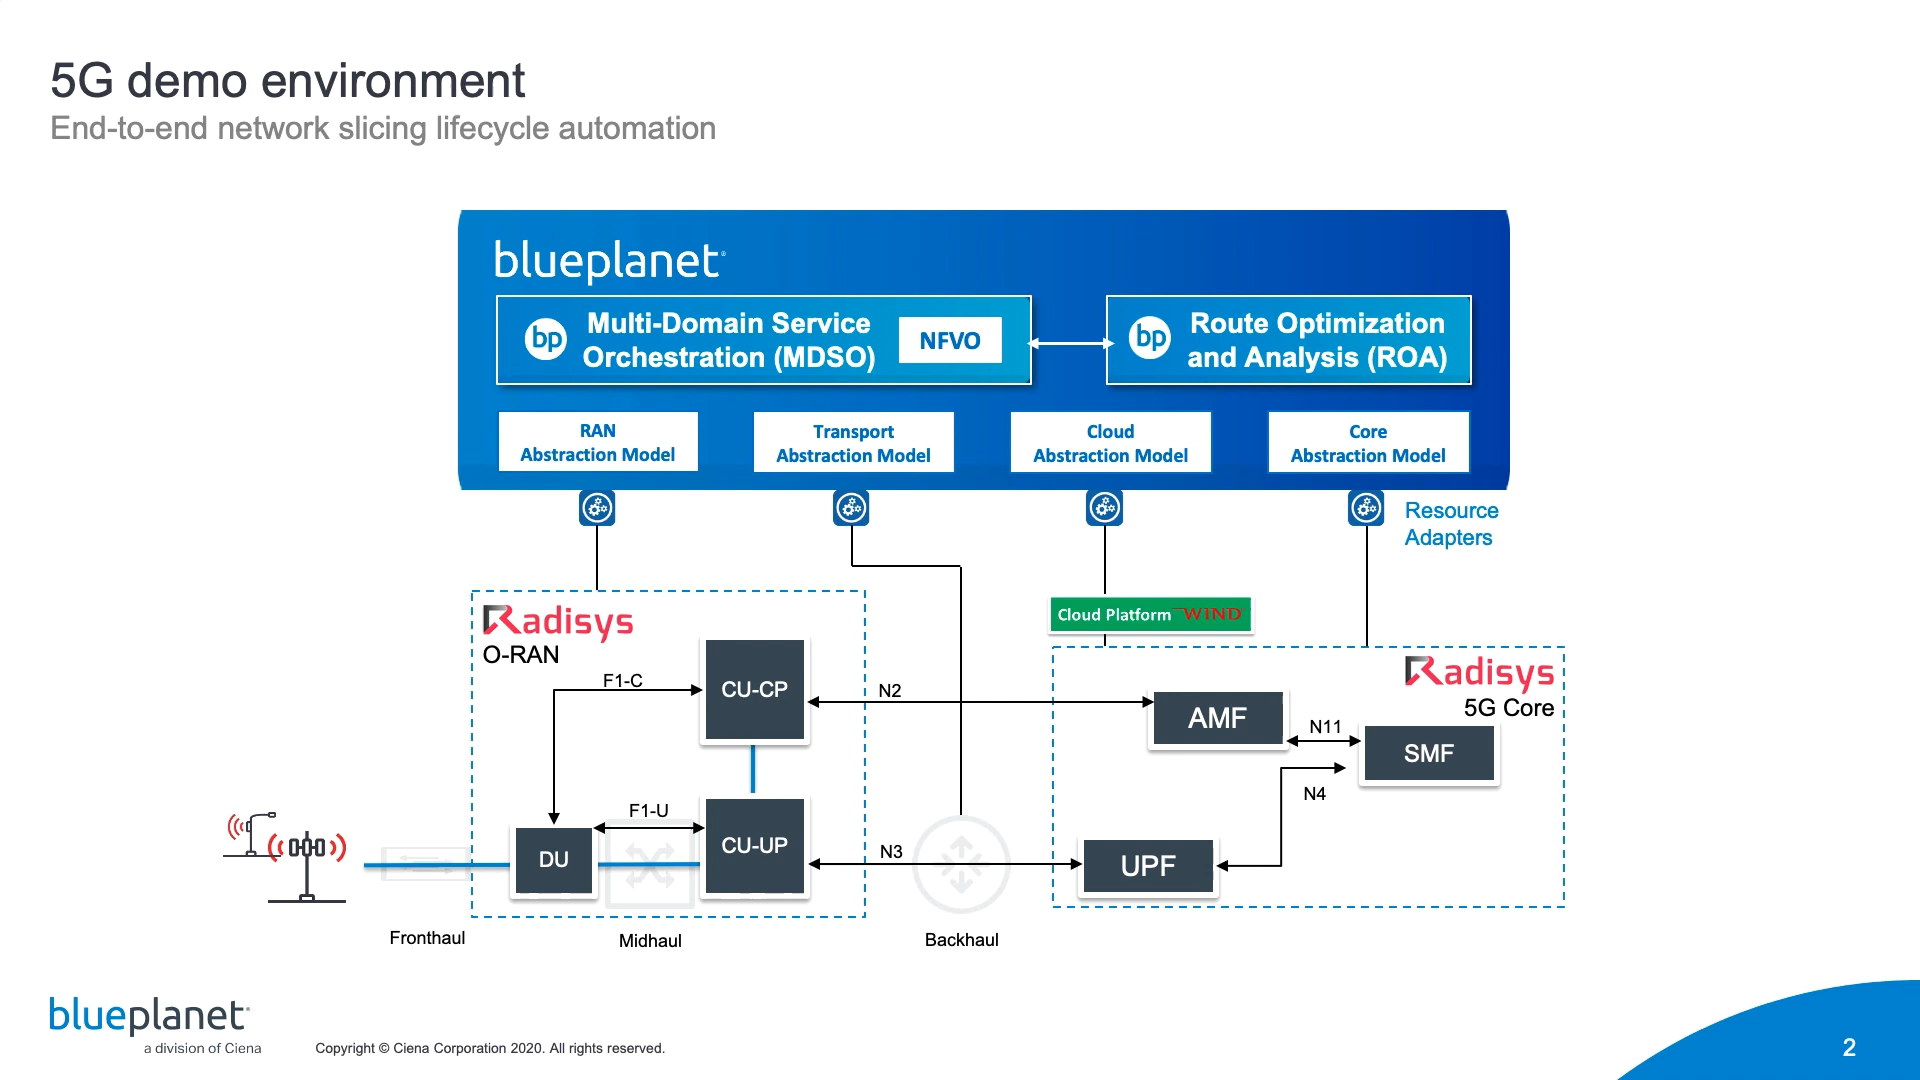 5G demo environment
End-to-end network slicing lifecycle automation
blueplanet
bp
Multi-Domain Service
Orchestration (MDSO)
NFVO
bp
Route Optimization
and Analysis (ROA)
RAN
Abstraction Model
Transport
Abstraction Model
Cloud
Abstraction Model
Core
Abstraction Model
Resource
Adapters
Radisys
O-RAN
Cloud Platform WIND
Radisys
5G Core
F1-C
CU-CP
N2
AMF
N11
SMF
N4
F1-U
DU
CU-UP
N3
UPF
Fronthaul
Midhaul
Backhaul
blueplanet
a division of Ciena
Copyright © Ciena Corporation 2020. All rights reserved.
2